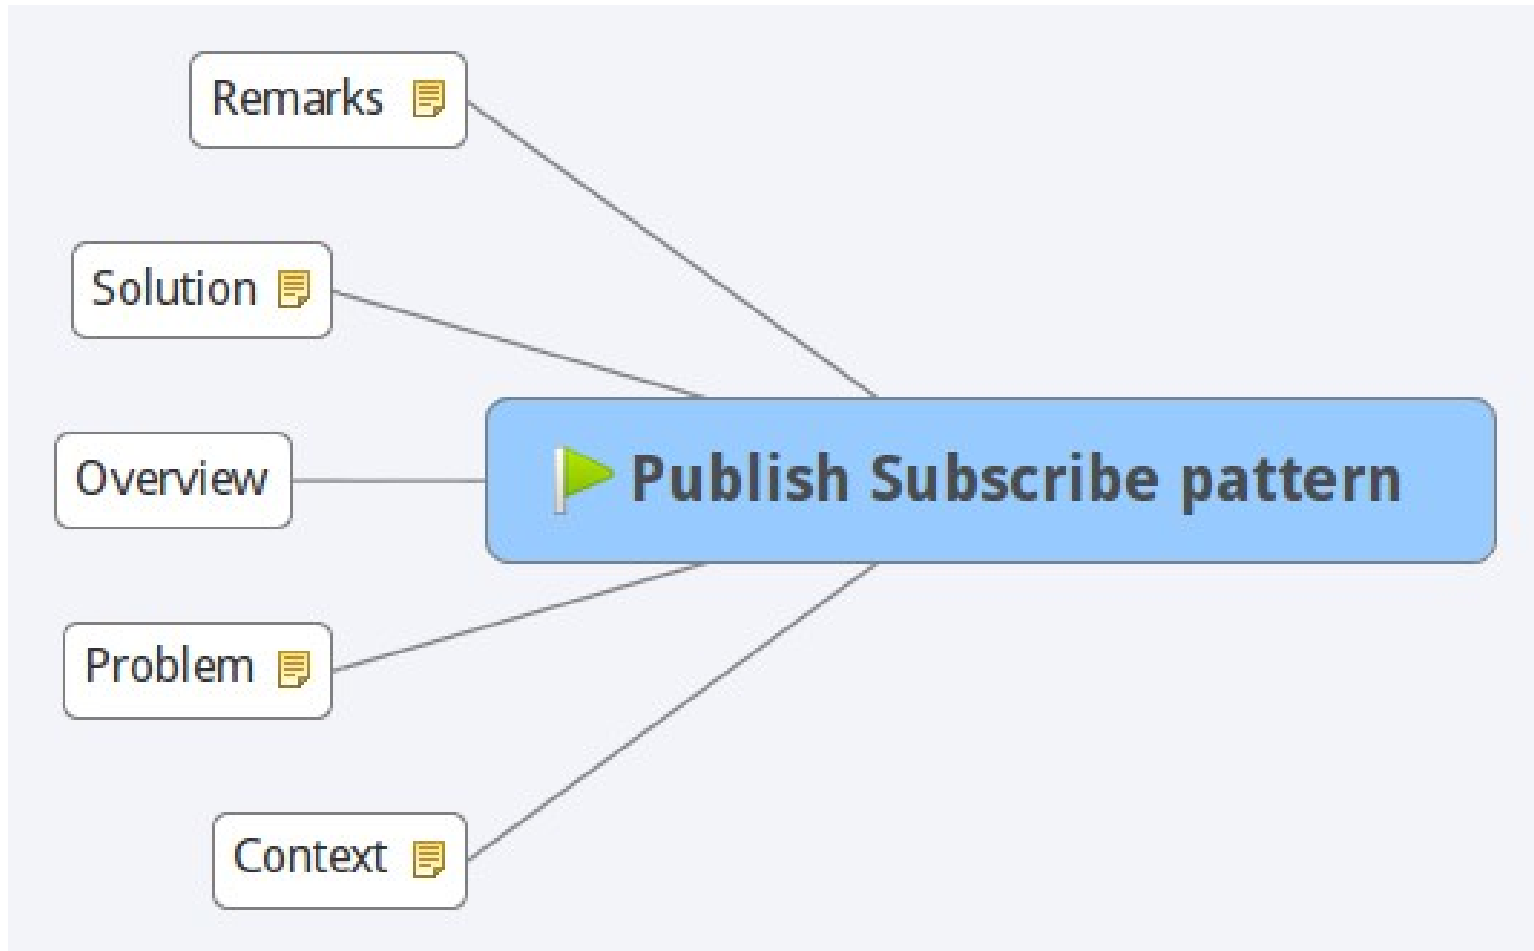 Remarks
Solution
Overview
Publish Subscribe pattern
Problem
Context